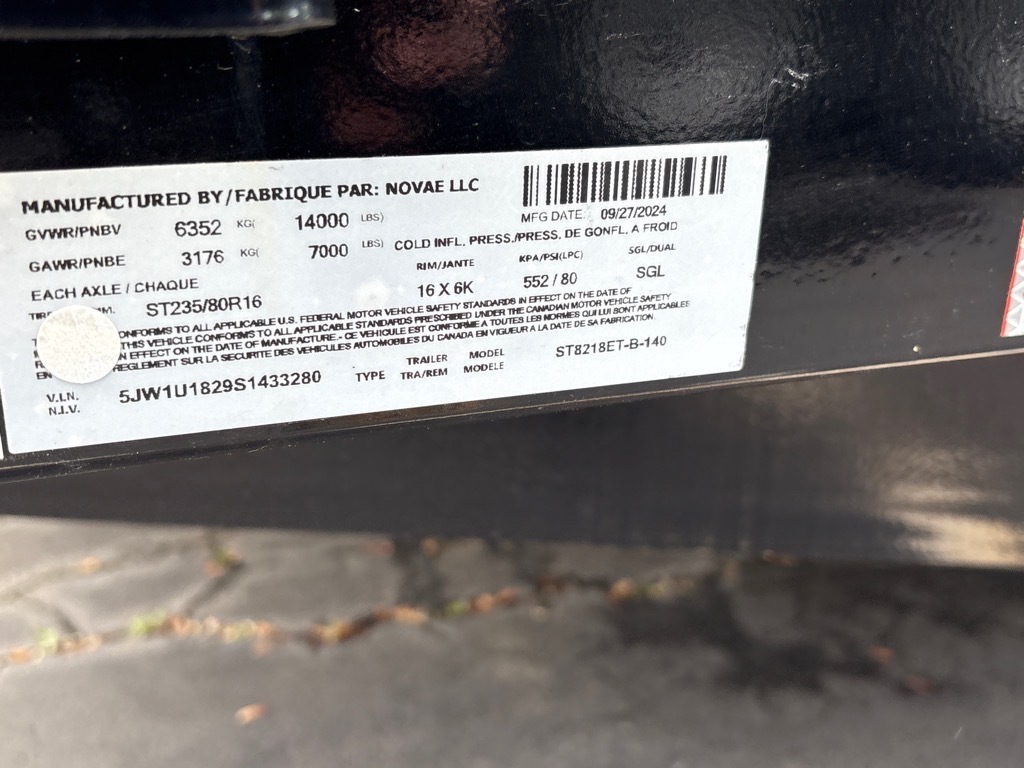 MANUFACTURED BY/FABRIQUE PAR: NOVAE LLC
GVWR/PNBV 6352 KG( 14000 LBS) MFG DATE: 09/27/2024
GAWR/PNBE 3176 KG( 7000 LBS) COLD INFL. PRESS./PRESS. DE GONFL. A FROID
EACH AXLE / CHAQUE RIM/JANTE KPA/PSI(LPC) SGL/DUAL
ST235/80R16 16 X 6K 552 / 80 SGL
CONFORMS TO ALL APPLICABLE U.S. FEDERAL MOTOR VEHICLE SAFETY STANDARDS IN EFFECT ON THE DATE OF
THIS VEHICLE CONFORMS TO ALL APPLICABLE STANDARDS PRESCRIBED UNDER THE CANADIAN MOTOR VEHICLE SAFETY
IN EFFECT ON THE DATE OF MANUFACTURE.- CE VEHICULE EST CONFORME A TOUTES LES NORMES QUI LUI SONT APPLICABLES
REGLEMENT SUR LA SECURITE DES VEHICULES AUTOMOBILES DU CANADA EN VIGUEUR A LA DATE DE SA FABRICATION.
V.I.N. 5JW1U1829S1433280 TYPE TRAILER MODEL ST8218ET-B-140
N.I.V. TRA/REM MODELE